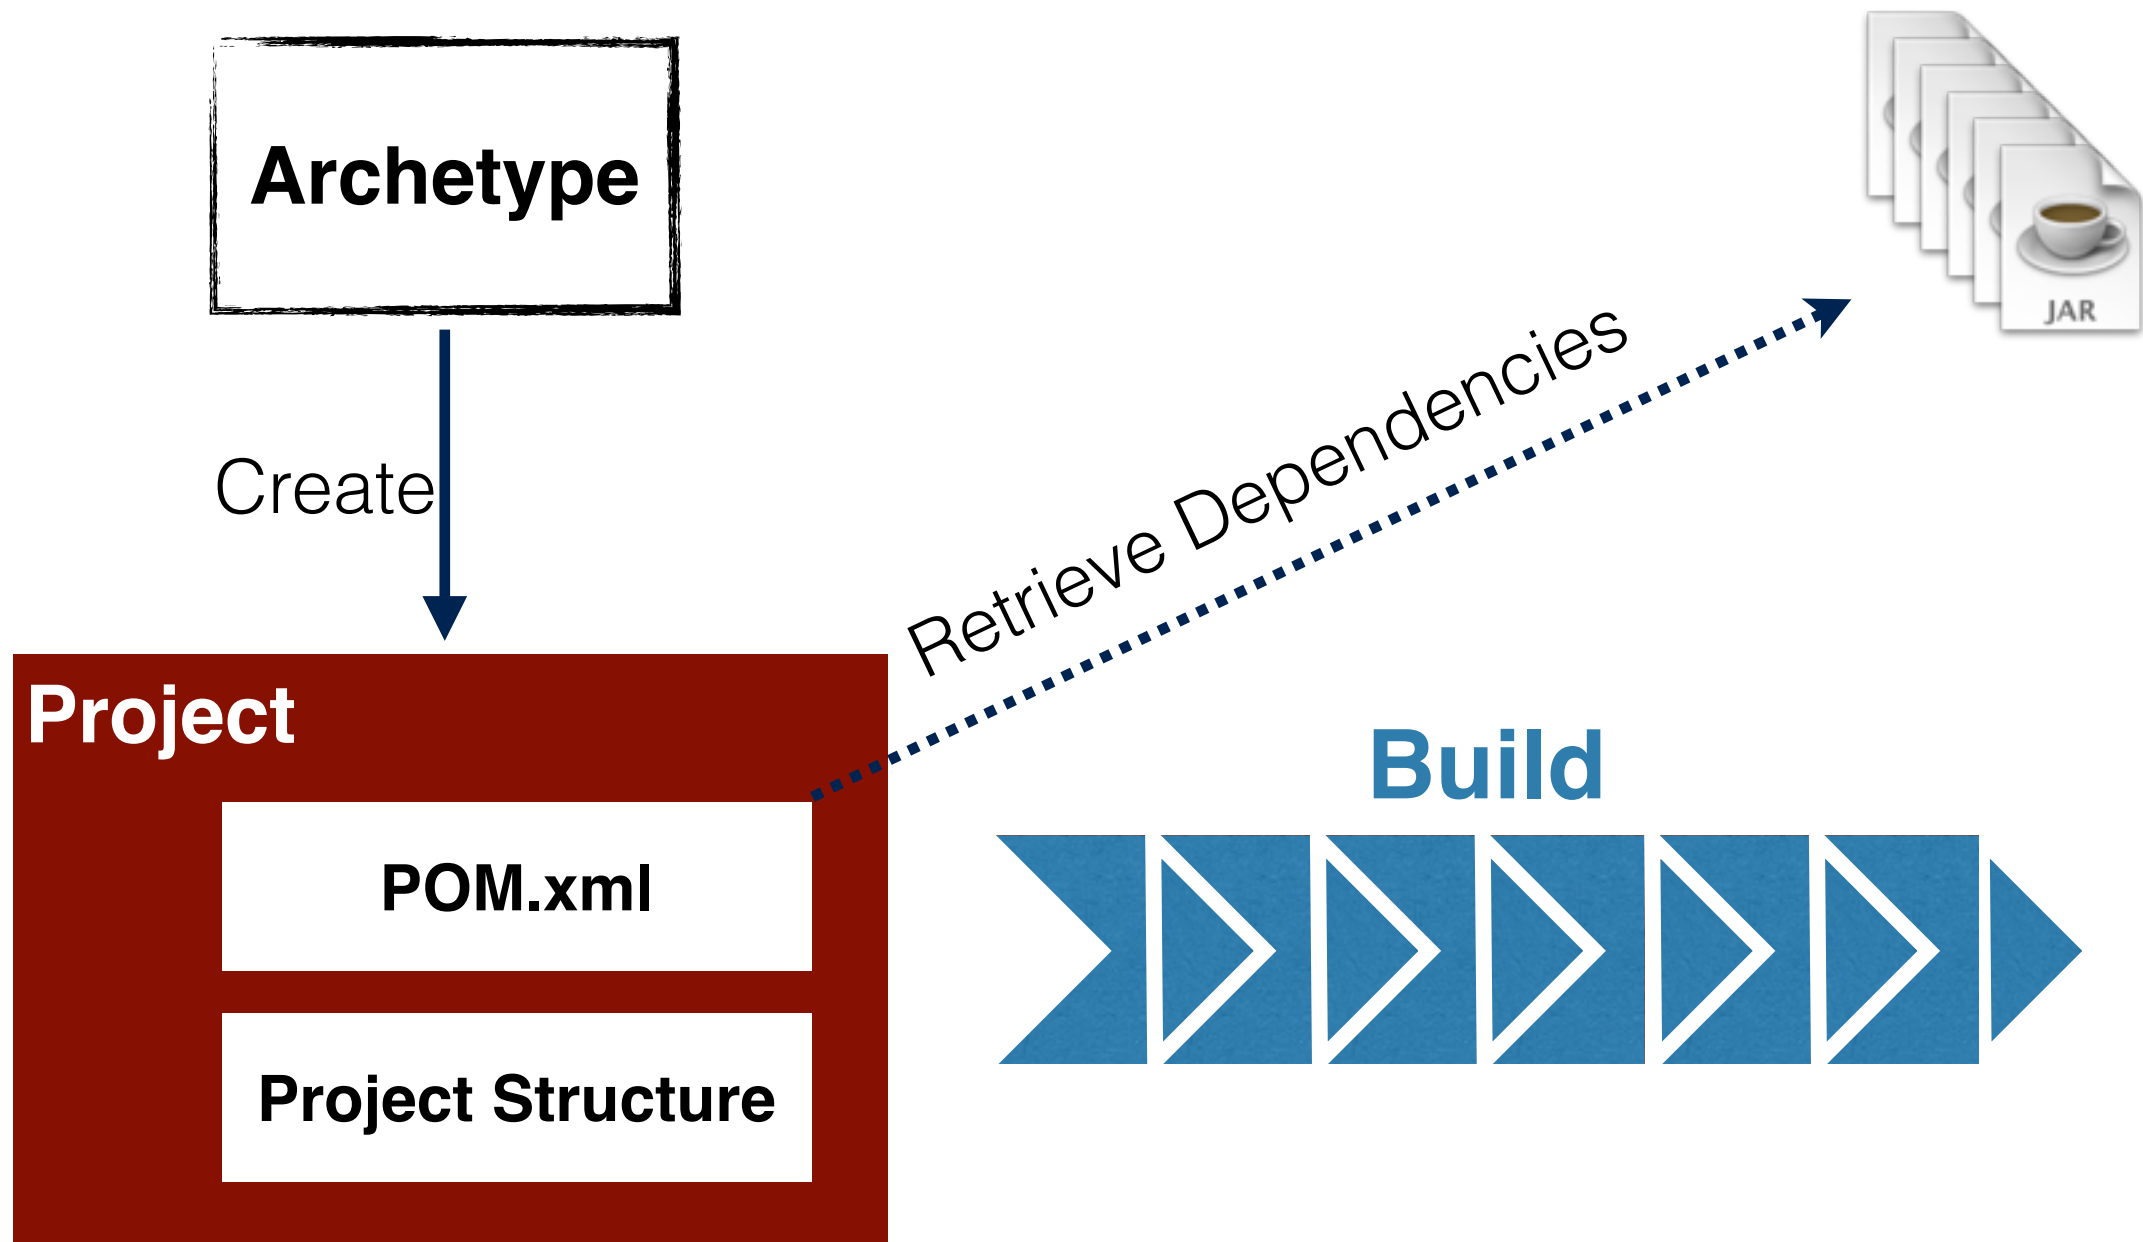 Archetype
JAR
Create
Retrieve Dependencies
Project
Build
POM.xml
Project Structure